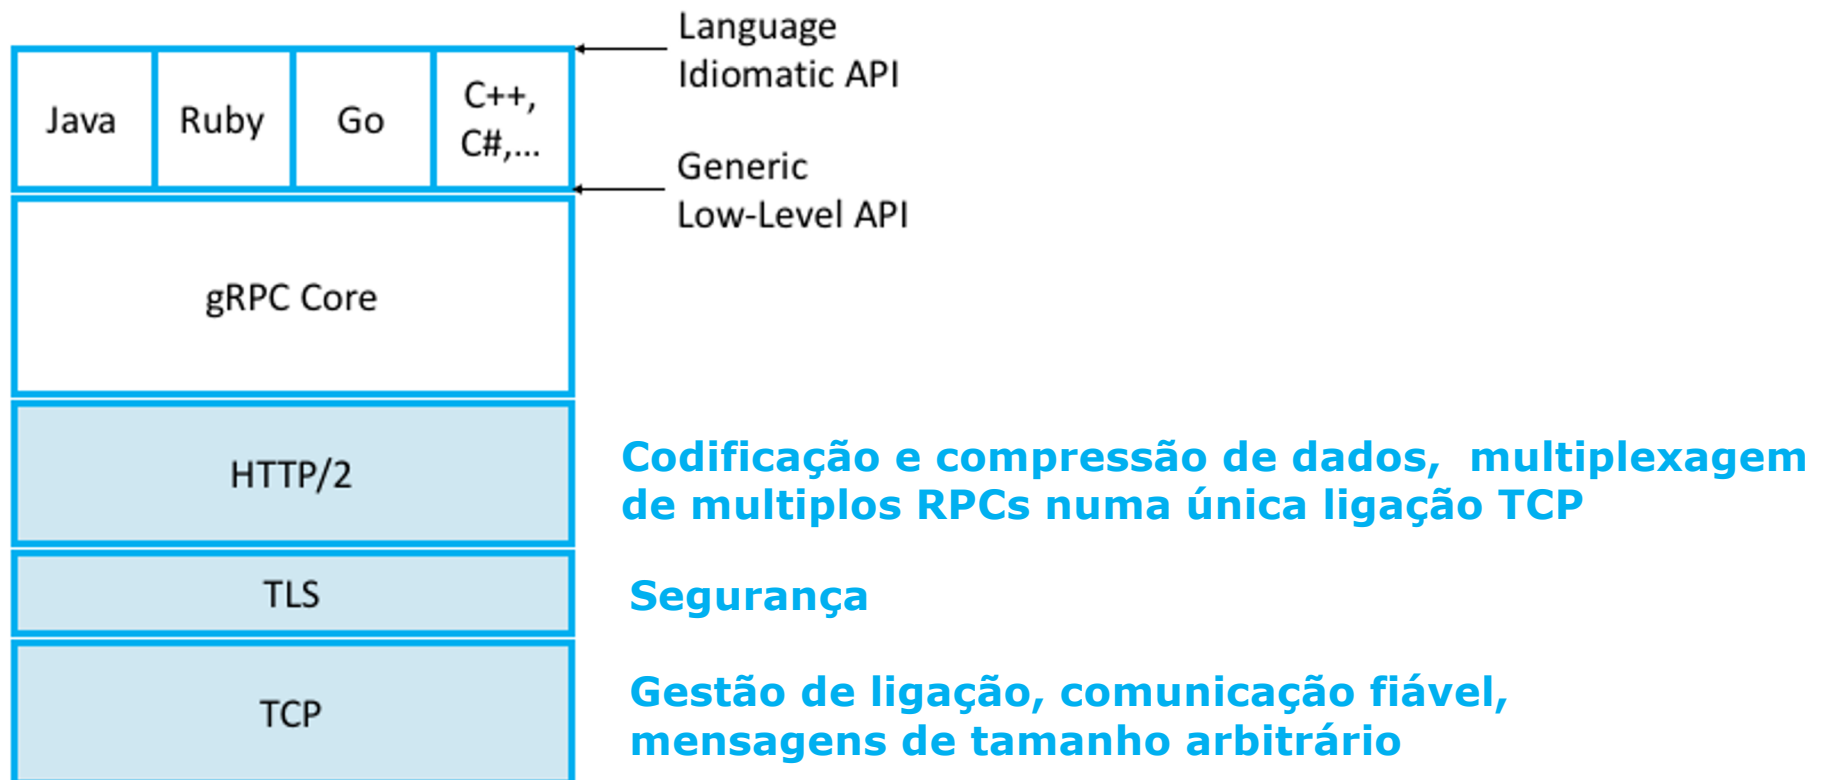 Language
Idiomatic API
Java
Ruby
Go
C++,
C#,...
Generic
Low-Level API
gRPC Core
HTTP/2
Codificação e compressão de dados,  multiplexagem
de multiplos RPCs numa única ligação TCP
TLS
Segurança
TCP
Gestão de ligação, comunicação fiável,
mensagens de tamanho arbitrário